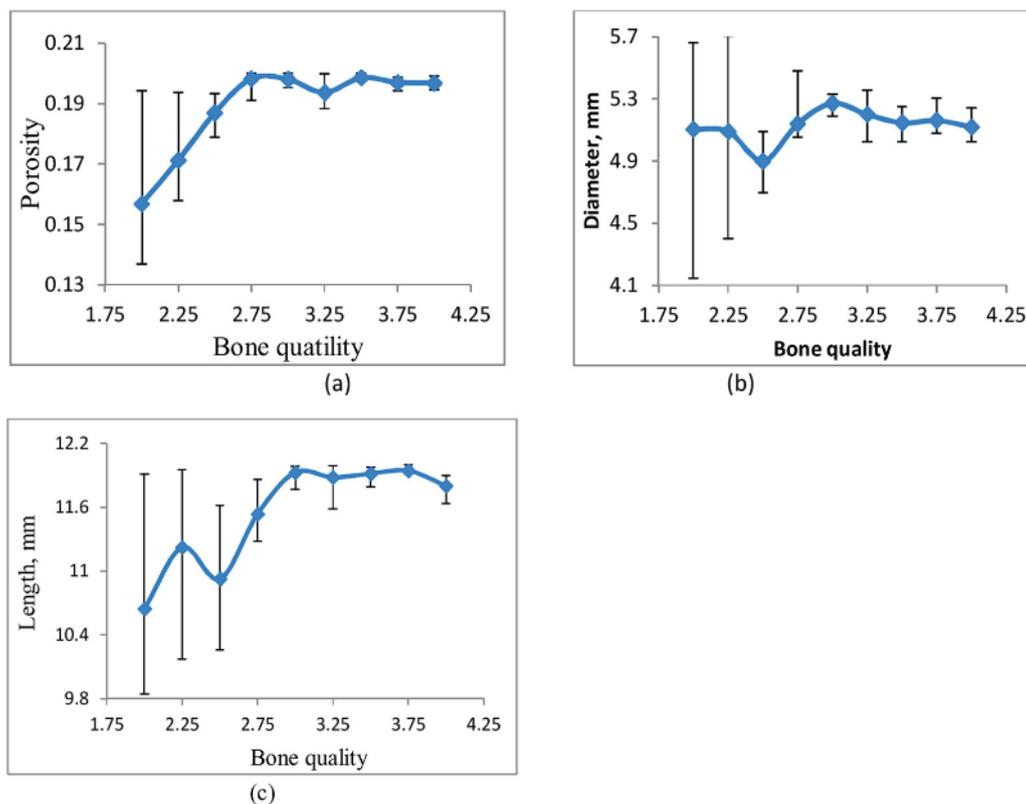 0.21
0.19
0.17
0.15
0.13
Porosity
1.75 2.25 2.75 3.25 3.75 4.25
Bone quatility
(a)
5.7
5.3
4.9
4.5
4.1
Diameter, mm
1.75 2.25 2.75 3.25 3.75 4.25
Bone quality
(b)
12.2
11.6
11
10.4
9.8
Length, mm
1.75 2.25 2.75 3.25 3.75 4.25
Bone quality
(c)